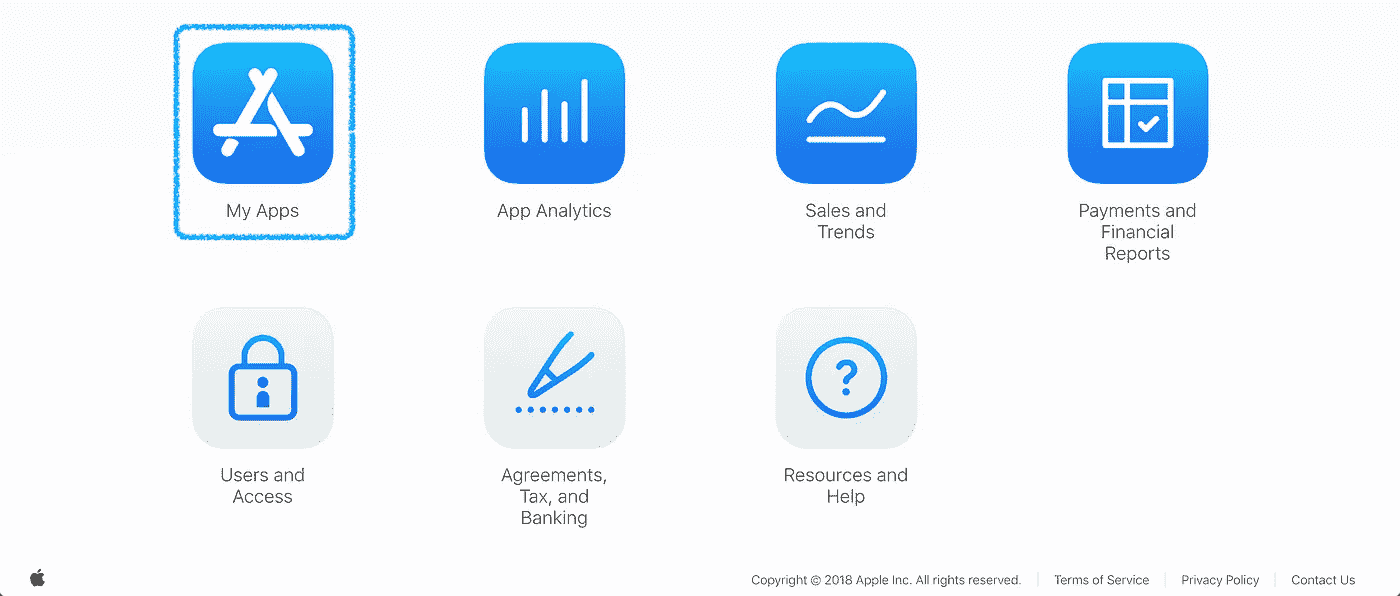 My Apps
App Analytics
Sales and
Trends
Payments and
Financial
Reports
Users and
Access
Agreements,
Tax, and
Banking
Resources and
Help
Copyright © 2018 Apple Inc. All rights reserved.
Terms of Service
Privacy Policy
Contact Us